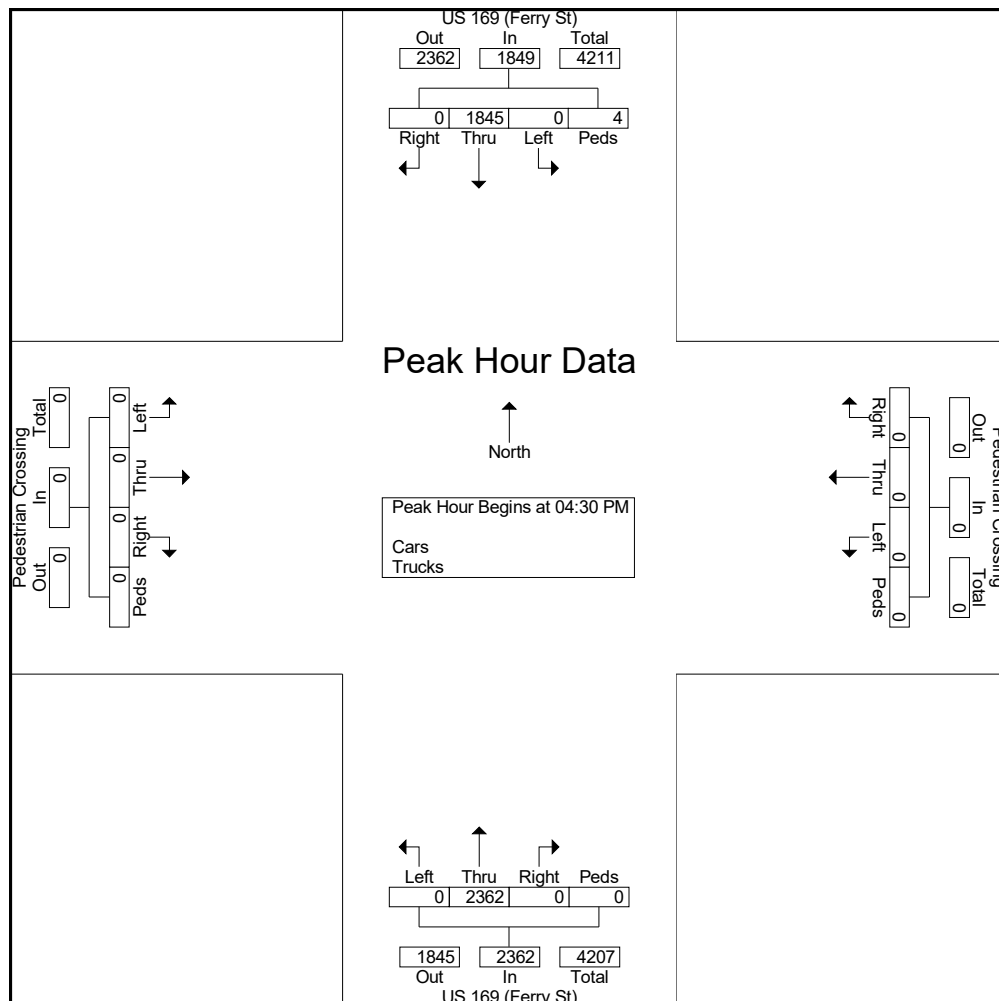 US 169 (Ferry St)
Out In Total
2362 1849 4211
0 1845 0 4
Right Thru Left Peds
Peak Hour Data
North
Peak Hour Begins at 04:30 PM
Cars
Trucks
Pedestrian Crossing
Out In Total
0 0 0
0 0 0 0
Left Thru Right Peds
Right Thru Left Peds
0 0 0 0
Out In Total
0 0 0
Pedestrian Crossing
Left Thru Right Peds
0 2362 0 0
1845 2362 4207
Out In Total
US 169 (Ferry St)